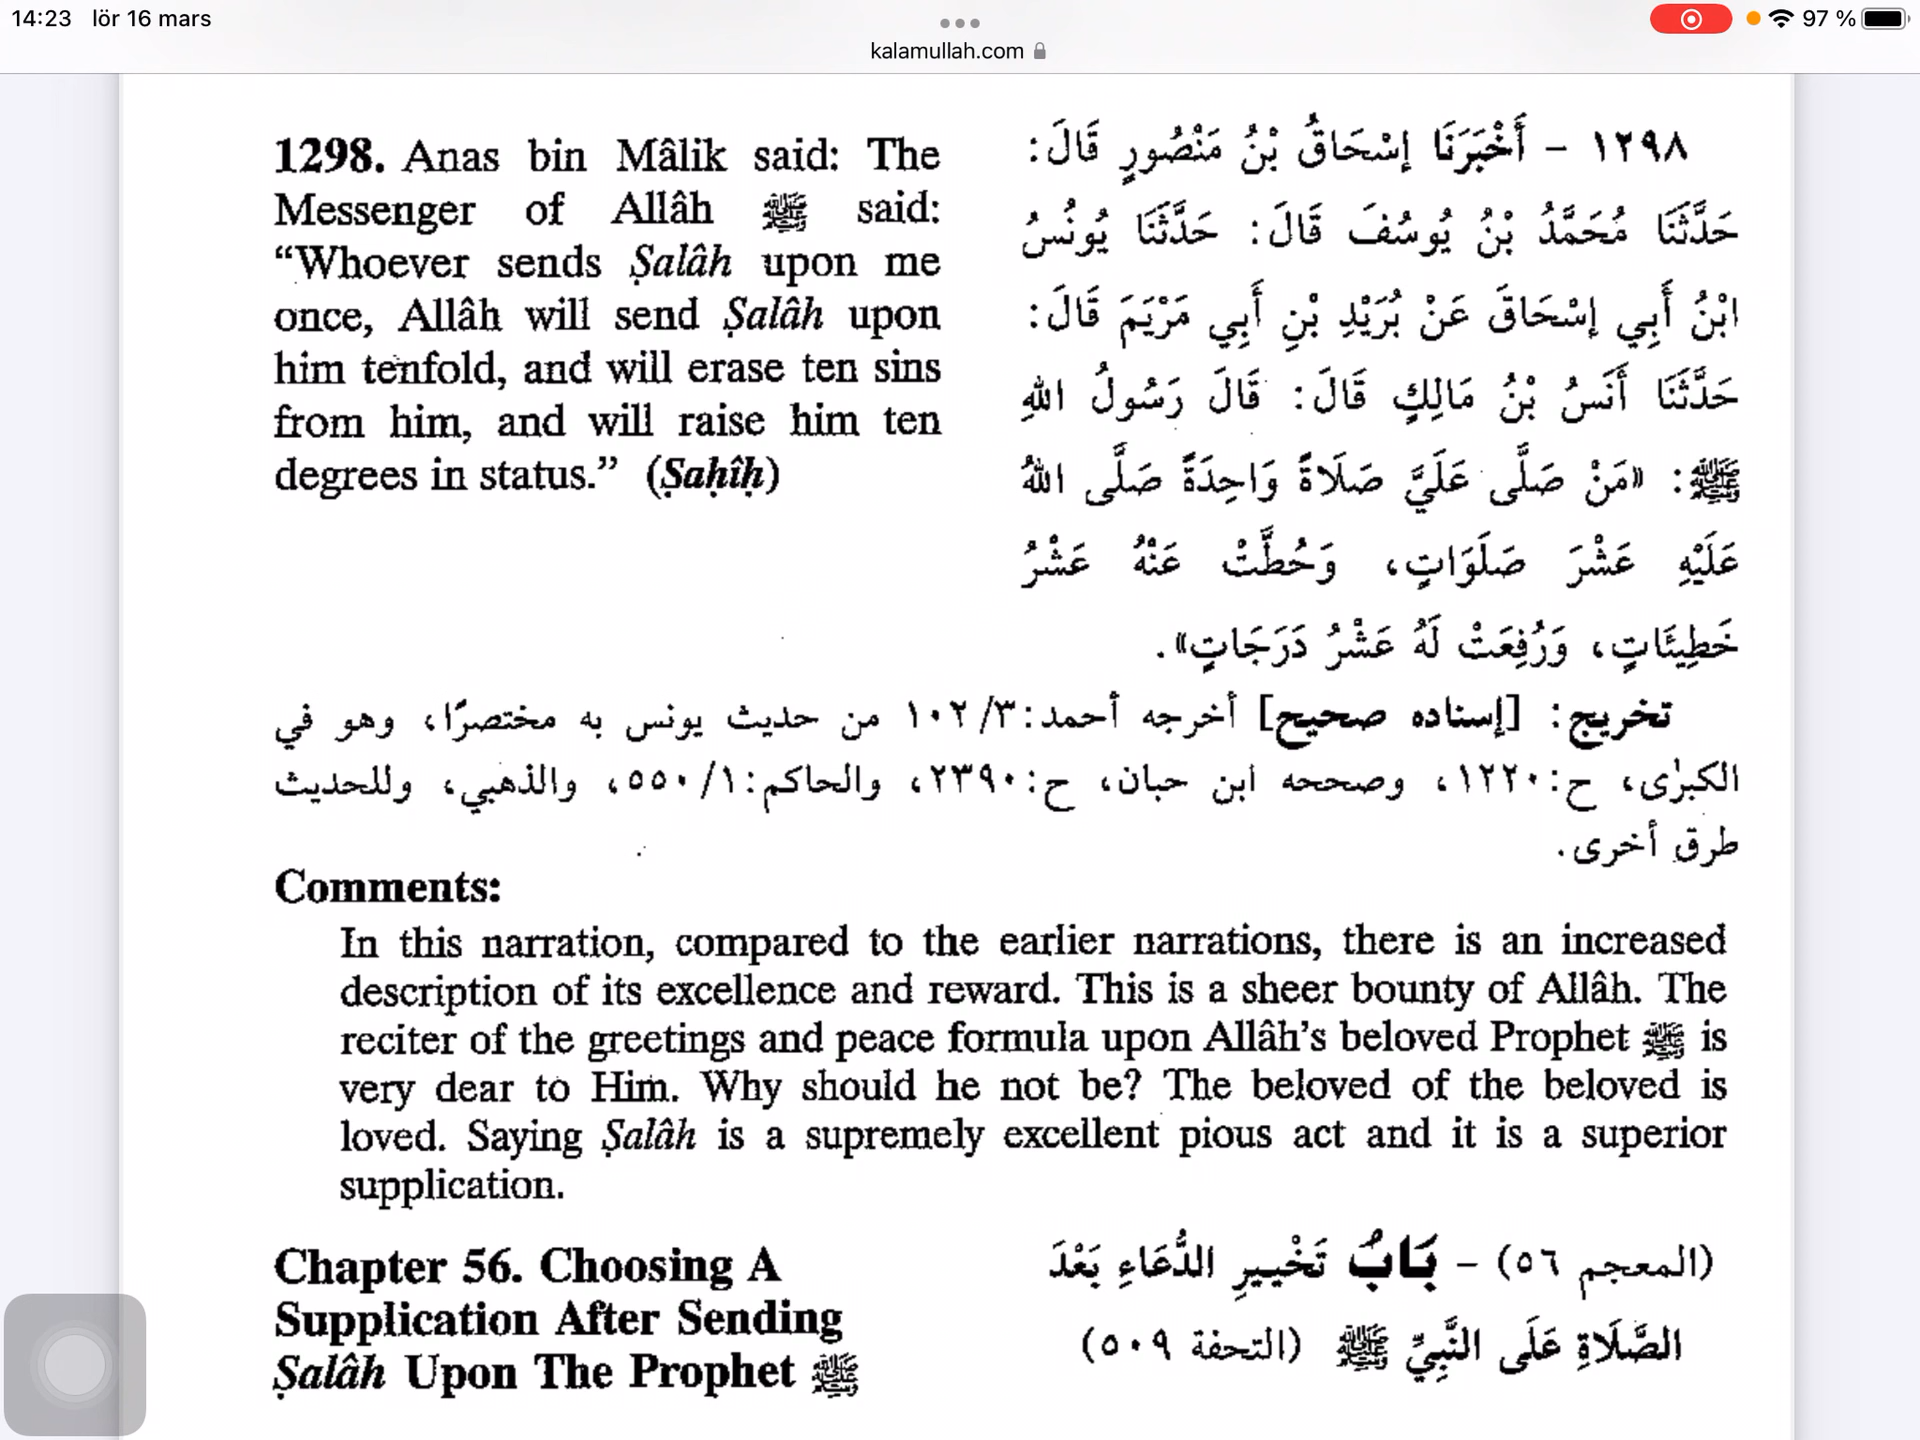 14:23 lör 16 mars
97 %
kalamullah.com
1298. Anas bin Mâlik said: The
Messenger of Allâh ﷺ said:
“Whoever sends Ṣalâh upon me
once, Allâh will send Ṣalâh upon
him tenfold, and will erase ten sins
from him, and will raise him ten
degrees in status.” (Ṣaḥîḥ)
١٢٩٨ – أَخْبَرَنَا إِسْحَاقُ بْنُ مَنْصُورٍ قَالَ:
حَدَّثَنَا مُحَمَّدُ بْنُ يُوسُفَ قَالَ: حَدَّثَنَا يُونُسُ
ابْنُ أَبِي إِسْحَاقَ عَنْ بُرَيْدِ بْنِ أَبِي مَرْيَمَ قَالَ:
حَدَّثَنَا أَنَسُ بْنُ مَالِكٍ قَالَ: قَالَ رَسُولُ اللهِ
ﷺ: «مَنْ صَلَّى عَلَيَّ صَلَاةً وَاحِدَةً صَلَّى اللهُ
عَلَيْهِ عَشْرَ صَلَوَاتٍ، وَحُطَّتْ عَنْهُ عَشْرُ
خَطِيئَاتٍ، وَرُفِعَتْ لَهُ عَشْرُ دَرَجَاتٍ».
تخريج: [إسناده صحيح] أخرجه أحمد: ٣/ ١٠٢ من حديث يونس به مختصرًا، وهو في
الكبرٰى، ح: ١٢٢٠، وصححه ابن حبان، ح: ٢٣٩٠، والحاكم: ١/ ٥٥٠، والذهبي، وللحديث
طرق أخرى.
Comments:
In this narration, compared to the earlier narrations, there is an increased
description of its excellence and reward. This is a sheer bounty of Allâh. The
reciter of the greetings and peace formula upon Allâh’s beloved Prophet ﷺ is
very dear to Him. Why should he not be? The beloved of the beloved is
loved. Saying Ṣalâh is a supremely excellent pious act and it is a superior
supplication.
Chapter 56. Choosing A
Supplication After Sending
Ṣalâh Upon The Prophet ﷺ
(المعجم ٥٦) – بَابُ تَخْيِيرِ الدُّعَاءِ بَعْدَ
الصَّلَاةِ عَلَى النَّبِيِّ ﷺ (التحفة ٥٠٩)